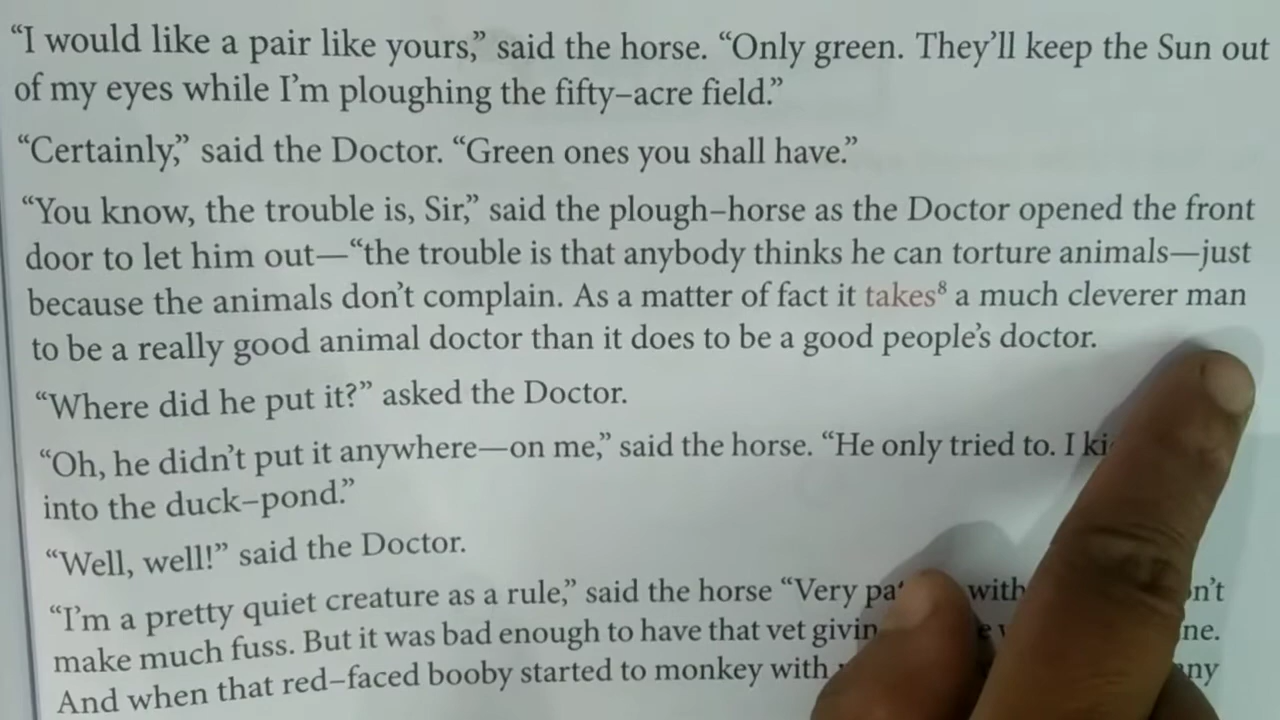 “I would like a pair like yours,” said the horse. “Only green. They’ll keep the Sun out
of my eyes while I’m ploughing the fifty–acre field.”
“Certainly,” said the Doctor. “Green ones you shall have.”
“You know, the trouble is, Sir,” said the plough–horse as the Doctor opened the front
door to let him out—“the trouble is that anybody thinks he can torture animals—just
because the animals don’t complain. As a matter of fact it takes⁸ a much cleverer man
to be a really good animal doctor than it does to be a good people’s doctor.
“Where did he put it?” asked the Doctor.
“Oh, he didn’t put it anywhere—on me,” said the horse. “He only tried to. I
into the duck–pond.”
“Well, well!” said the Doctor.
“I’m a pretty quiet creature as a rule,” said the horse “Very with
make much fuss. But it was bad enough to have that vet
And when that red–faced booby started to monkey with